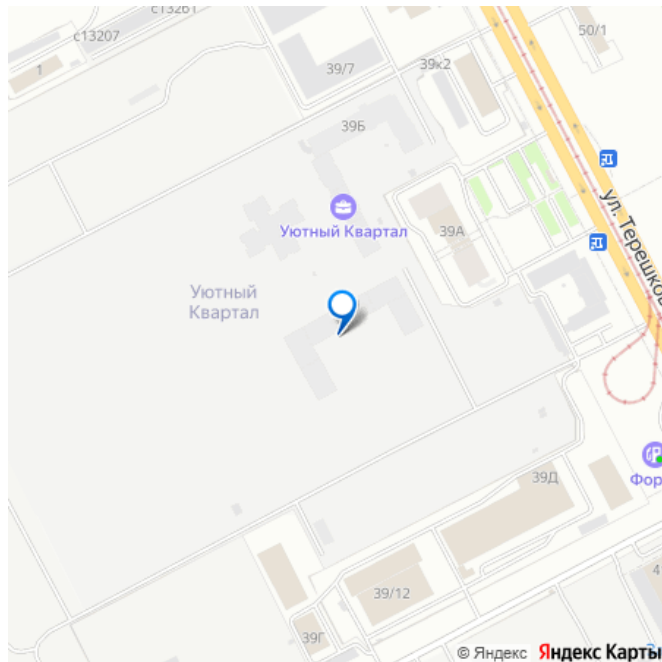 с13207
с13261
1
39/7
39к2
50/1
39Б
Уютный Квартал
39А
ул. Терешков
Уютный
Квартал
Фор
39Д
39/12
39Г
4
© Яндекс Яндекс Карты